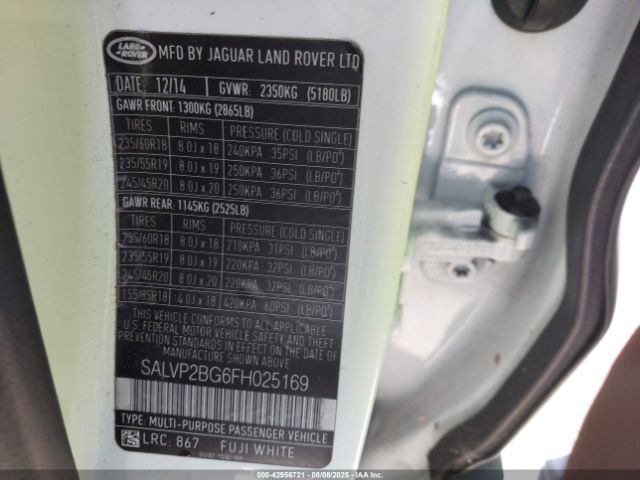 LAND
ROVER
MFD BY JAGUAR LAND ROVER LTD
DATE: 12/14 GVWR: 2350KG (5180LB)
GAWR FRONT: 1300KG (2865LB)
TIRES RIMS PRESSURE (COLD SINGLE)
235/60R18 8.0J x 18 240KPA 35PSI (LB/PO²)
235/55R19 8.0J x 19 250KPA 36PSI (LB/PO²)
245/45R20 8.0J x 20 250KPA 36PSI (LB/PO²)
GAWR REAR: 1145KG (2525LB)
TIRES RIMS PRESSURE (COLD SINGLE)
235/60R18 8.0J x 18 210KPA 31PSI (LB/PO²)
235/55R19 8.0J x 19 220KPA 32PSI (LB/PO²)
245/45R20 8.0J x 20 220KPA 32PSI (LB/PO²)
155/85R18 4.0J x 18 420KPA 60PSI (LB/PO²)
THIS VEHICLE CONFORMS TO ALL APPLICABLE
U.S. FEDERAL MOTOR VEHICLE SAFETY AND THEFT
PREVENTION STANDARDS IN EFFECT ON THE DATE OF
MANUFACTURE SHOWN ABOVE.
SALVP2BG6FH025169
TYPE: MULTI-PURPOSE PASSENGER VEHICLE
LRC: 867 FUJI WHITE
000-42956721 - 08/08/2025 - COPYRIGHT IAA, LLC